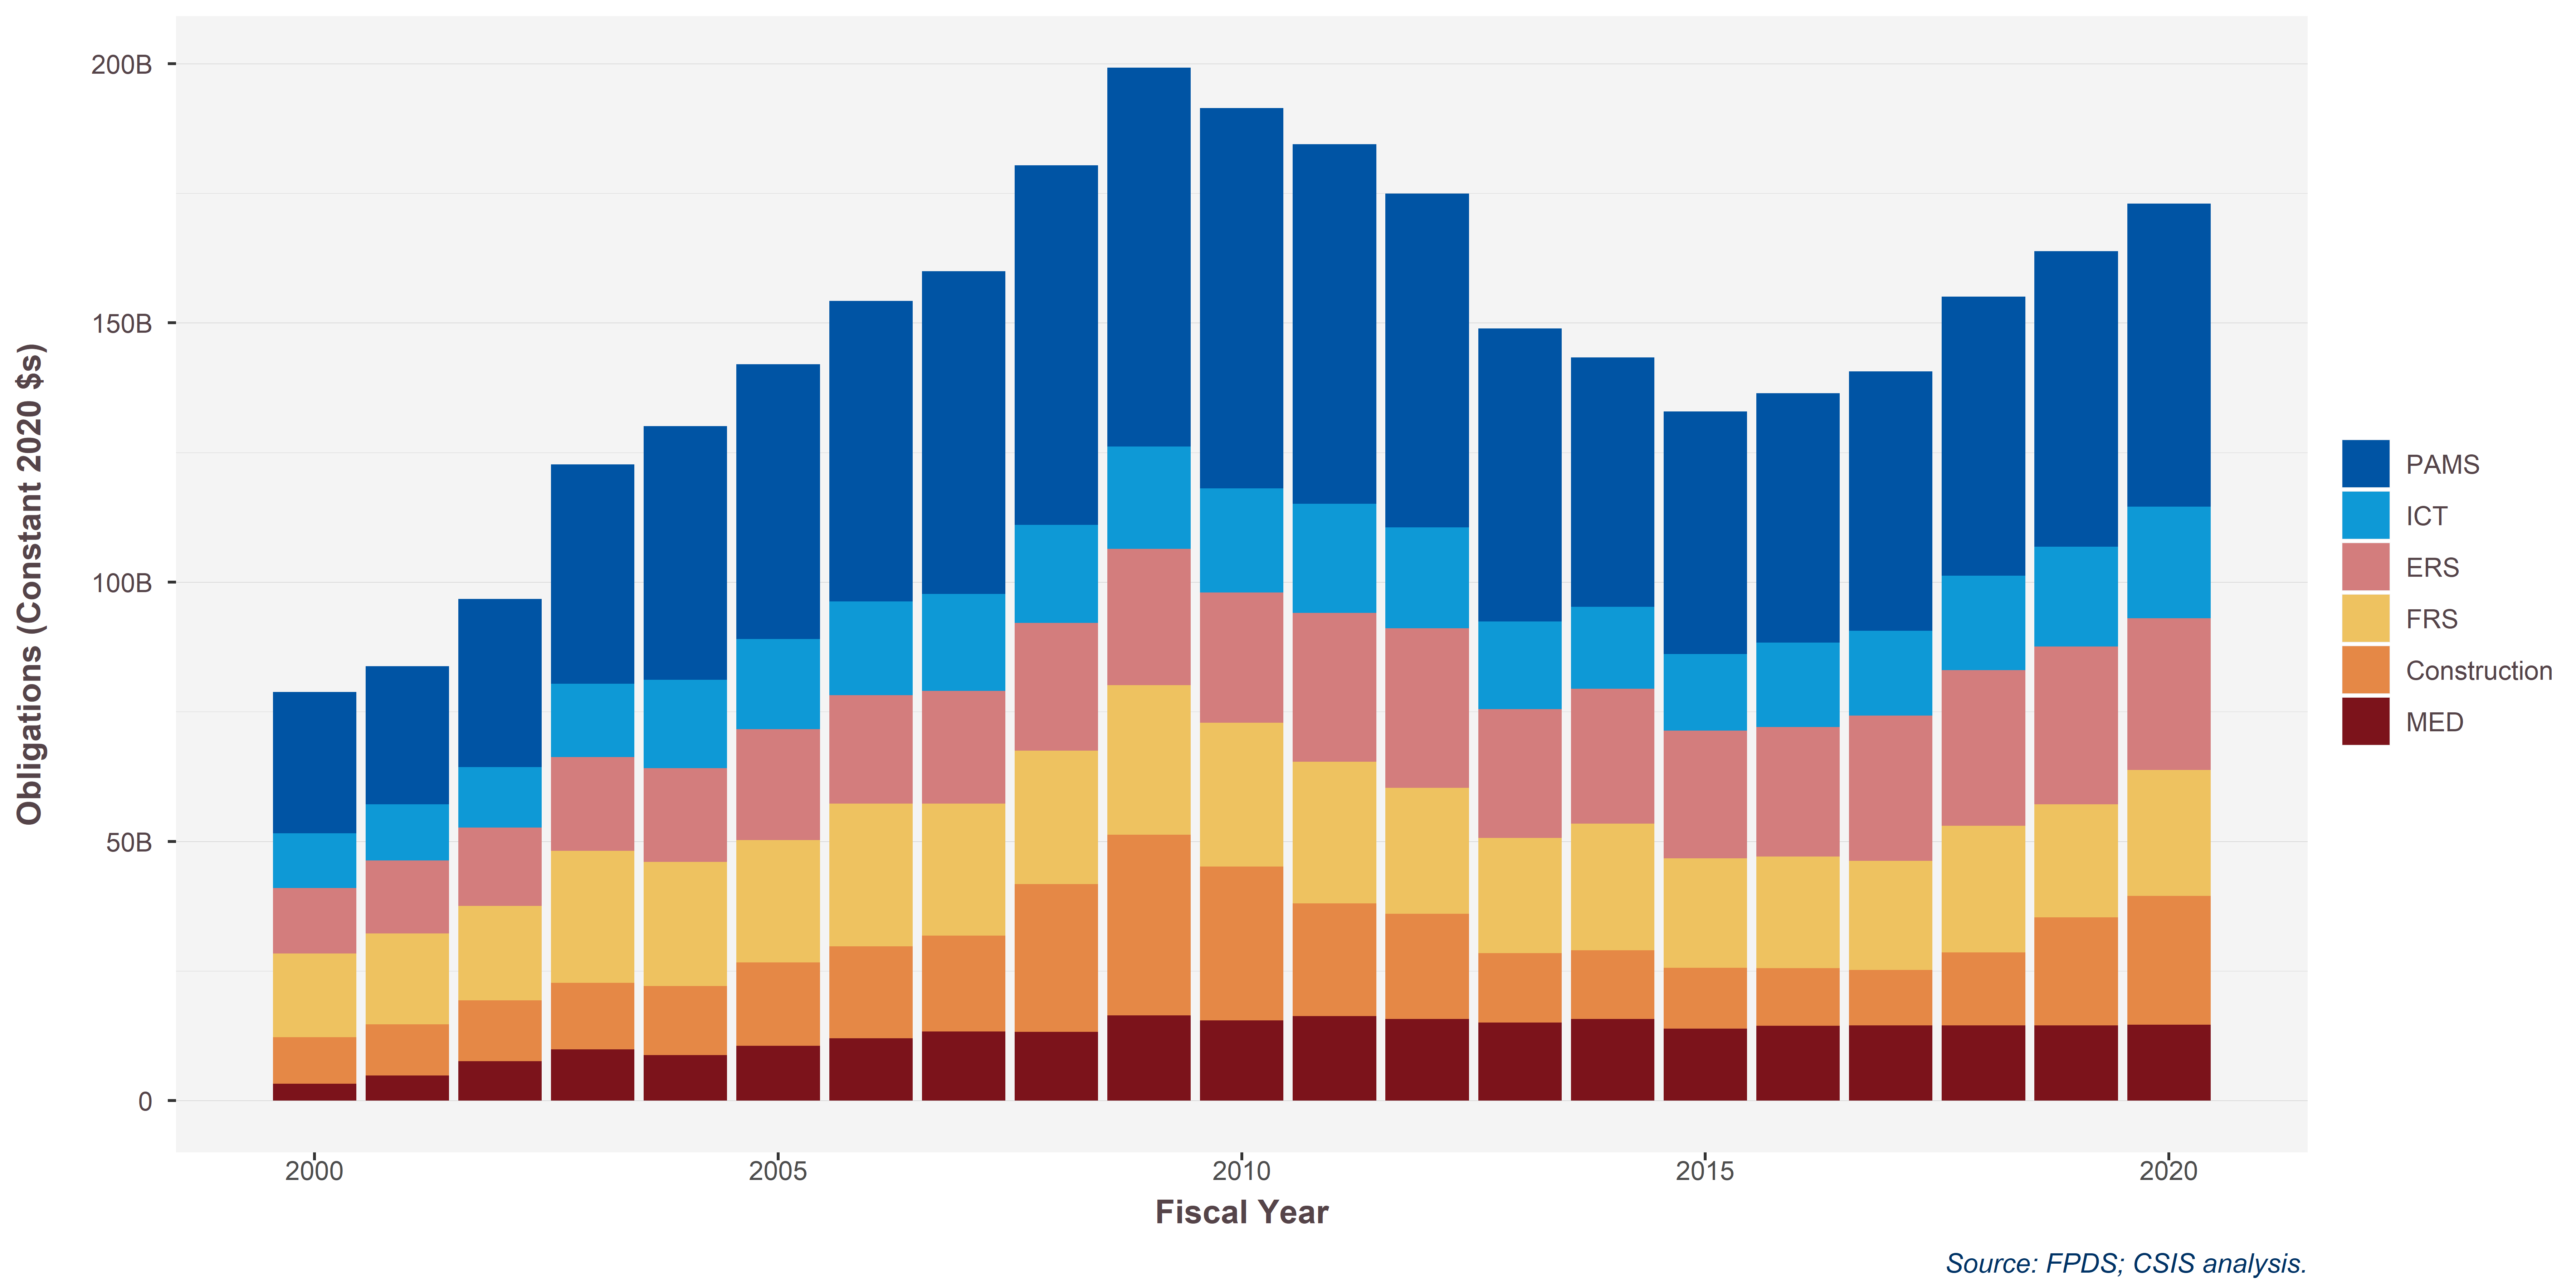 Obligations (Constant 2020 $s)
200B
150B
100B
50B
0
2000
2005
2010
2015
2020
Fiscal Year
PAMS
ICT
ERS
FRS
Construction
MED
Source: FPDS; CSIS analysis.